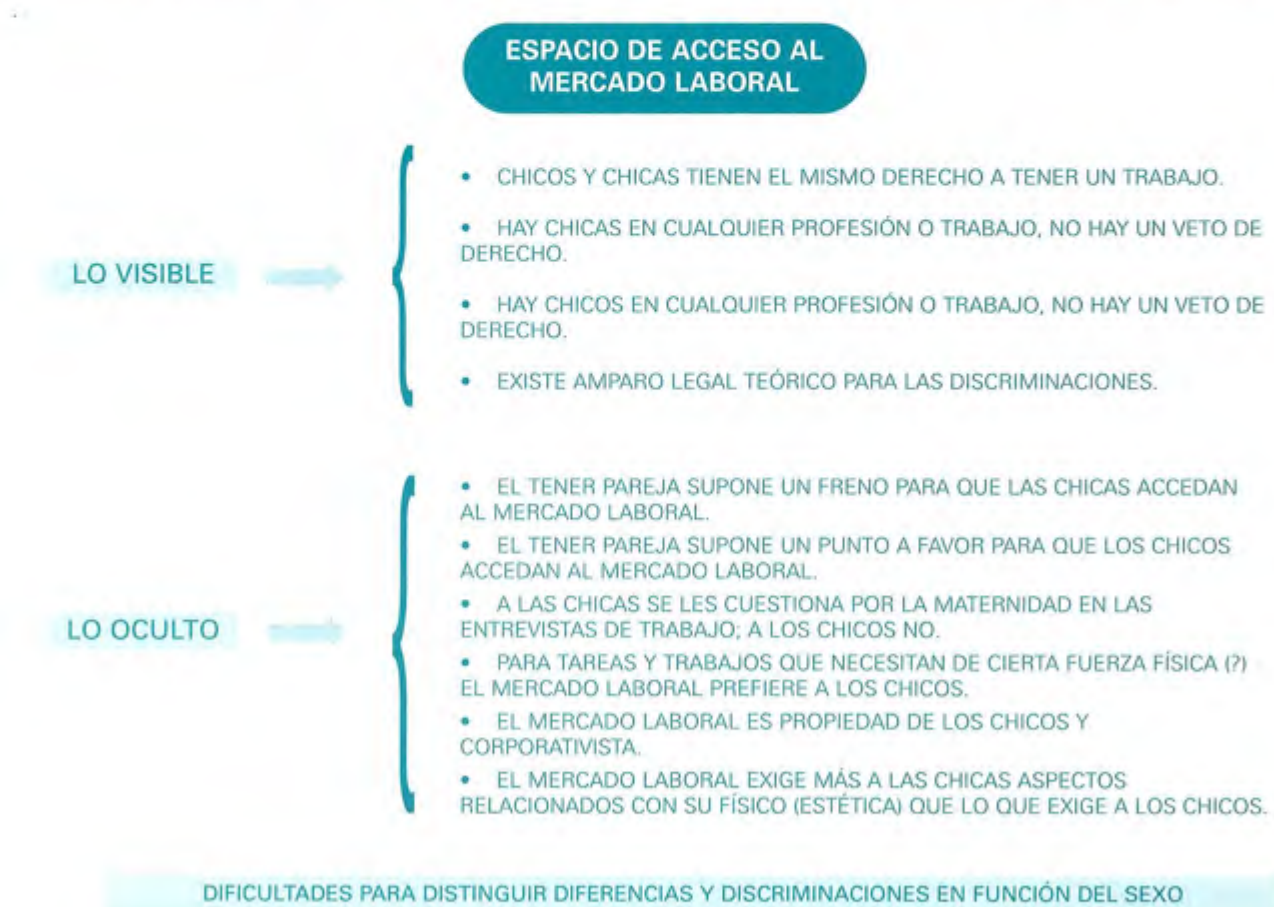 ESPACIO DE ACCESO AL
MERCADO LABORAL
LO VISIBLE
• CHICOS Y CHICAS TIENEN EL MISMO DERECHO A TENER UN TRABAJO.
• HAY CHICAS EN CUALQUIER PROFESIÓN O TRABAJO, NO HAY UN VETO DE
DERECHO.
• HAY CHICOS EN CUALQUIER PROFESIÓN O TRABAJO, NO HAY UN VETO DE
DERECHO.
• EXISTE AMPARO LEGAL TEÓRICO PARA LAS DISCRIMINACIONES.
LO OCULTO
• EL TENER PAREJA SUPONE UN FRENO PARA QUE LAS CHICAS ACCEDAN
AL MERCADO LABORAL.
• EL TENER PAREJA SUPONE UN PUNTO A FAVOR PARA QUE LOS CHICOS
ACCEDAN AL MERCADO LABORAL.
• A LAS CHICAS SE LES CUESTIONA POR LA MATERNIDAD EN LAS
ENTREVISTAS DE TRABAJO; A LOS CHICOS NO.
• PARA TAREAS Y TRABAJOS QUE NECESITAN DE CIERTA FUERZA FÍSICA (?)
EL MERCADO LABORAL PREFIERE A LOS CHICOS.
• EL MERCADO LABORAL ES PROPIEDAD DE LOS CHICOS Y
CORPORATIVISTA.
• EL MERCADO LABORAL EXIGE MÁS A LAS CHICAS ASPECTOS
RELACIONADOS CON SU FÍSICO (ESTÉTICA) QUE LO QUE EXIGE A LOS CHICOS.
DIFICULTADES PARA DISTINGUIR DIFERENCIAS Y DISCRIMINACIONES EN FUNCIÓN DEL SEXO